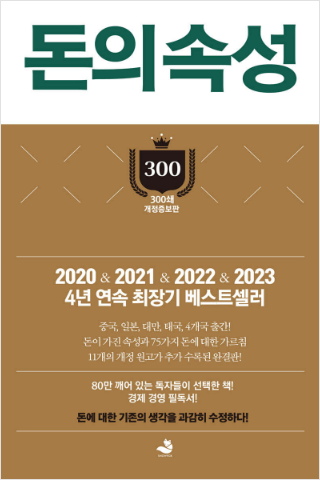 돈의 속성
300
300쇄
개정증보판
2020 & 2021 & 2022 & 2023
4년 연속 최장기 베스트셀러
중국, 일본, 대만, 태국, 4개국 출간!
돈이 가진 속성과 75가지 돈에 대한 가르침
11개의 개정 원고가 추가 수록된 완결판!
80만 깨어 있는 독자들이 선택한 책!
경제 경영 필독서!
돈에 대한 기존의 생각을 과감히 수정하다!